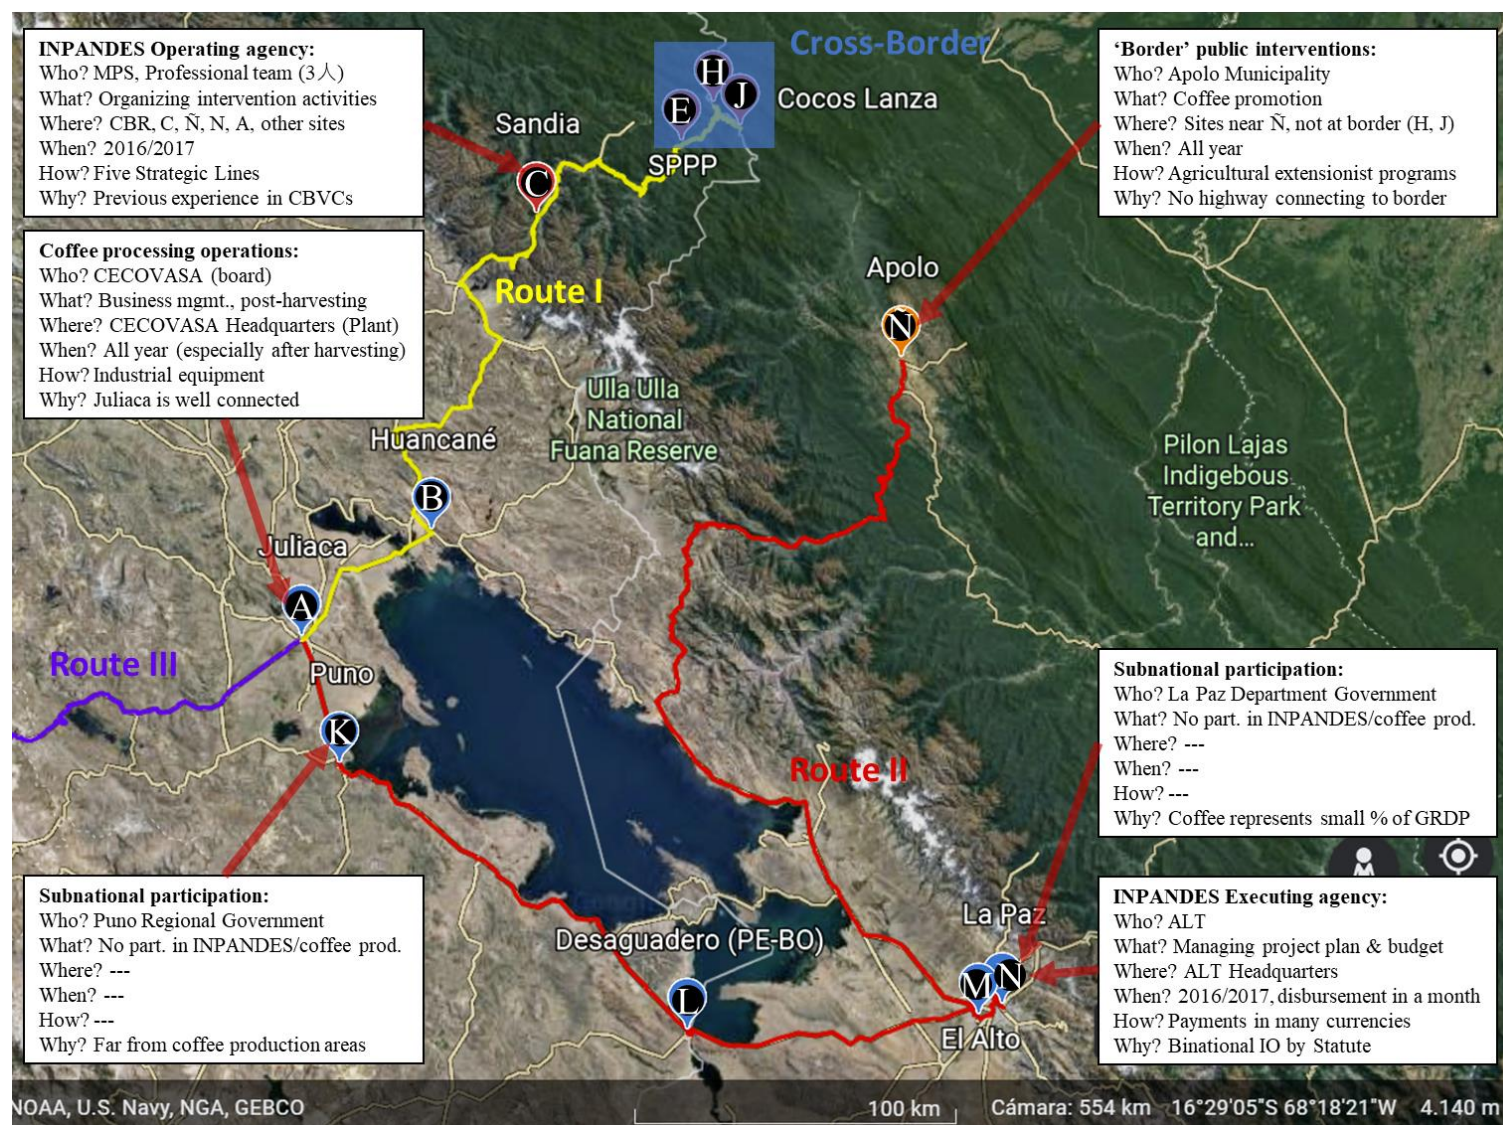 INPANDES Operating agency:
Who? MPS, Professional team (3人)
What? Organizing intervention activities
Where? CBR, C, Ñ, N, A, other sites
When? 2016/2017
How? Five Strategic Lines
Why? Previous experience in CBVCs
Coffee processing operations:
Who? CECOVASA (board)
What? Business mgmt., post-harvesting
Where? CECOVASA Headquarters (Plant)
When? All year (especially after harvesting)
How? Industrial equipment
Why? Juliaca is well connected
Cross-Border
H
J
E
Cocos Lanza
Sandia
SPPP
C
‘Border’ public interventions:
Who? Apolo Municipality
What? Coffee promotion
Where? Sites near Ñ, not at border (H, J)
When? All year
How? Agricultural extensionist programs
Why? No highway connecting to border
Apolo
Route I
Ñ
Ulla Ulla
National
Fuana Reserve
Huancané
Pilon Lajas
Indigebous
Territory Park
and...
B
Juliaca
A
Route III
Puno
K
Route II
Subnational participation:
Who? La Paz Department Government
What? No part. in INPANDES/coffee prod.
Where? ---
When? ---
How? ---
Why? Coffee represents small % of GRDP
Subnational participation:
Who? Puno Regional Government
What? No part. in INPANDES/coffee prod.
Where? ---
When? ---
How? ---
Why? Far from coffee production areas
La Paz
Desaguadero (PE-BO)
L
M
N
El Alto
INPANDES Executing agency:
Who? ALT
What? Managing project plan & budget
Where? ALT Headquarters
When? 2016/2017, disbursement in a month
How? Payments in many currencies
Why? Binational IO by Statute
NOAA, U.S. Navy, NGA, GEBCO
100 km
Cámara: 554 km 16°29'05"S 68°18'21"W 4.140 m